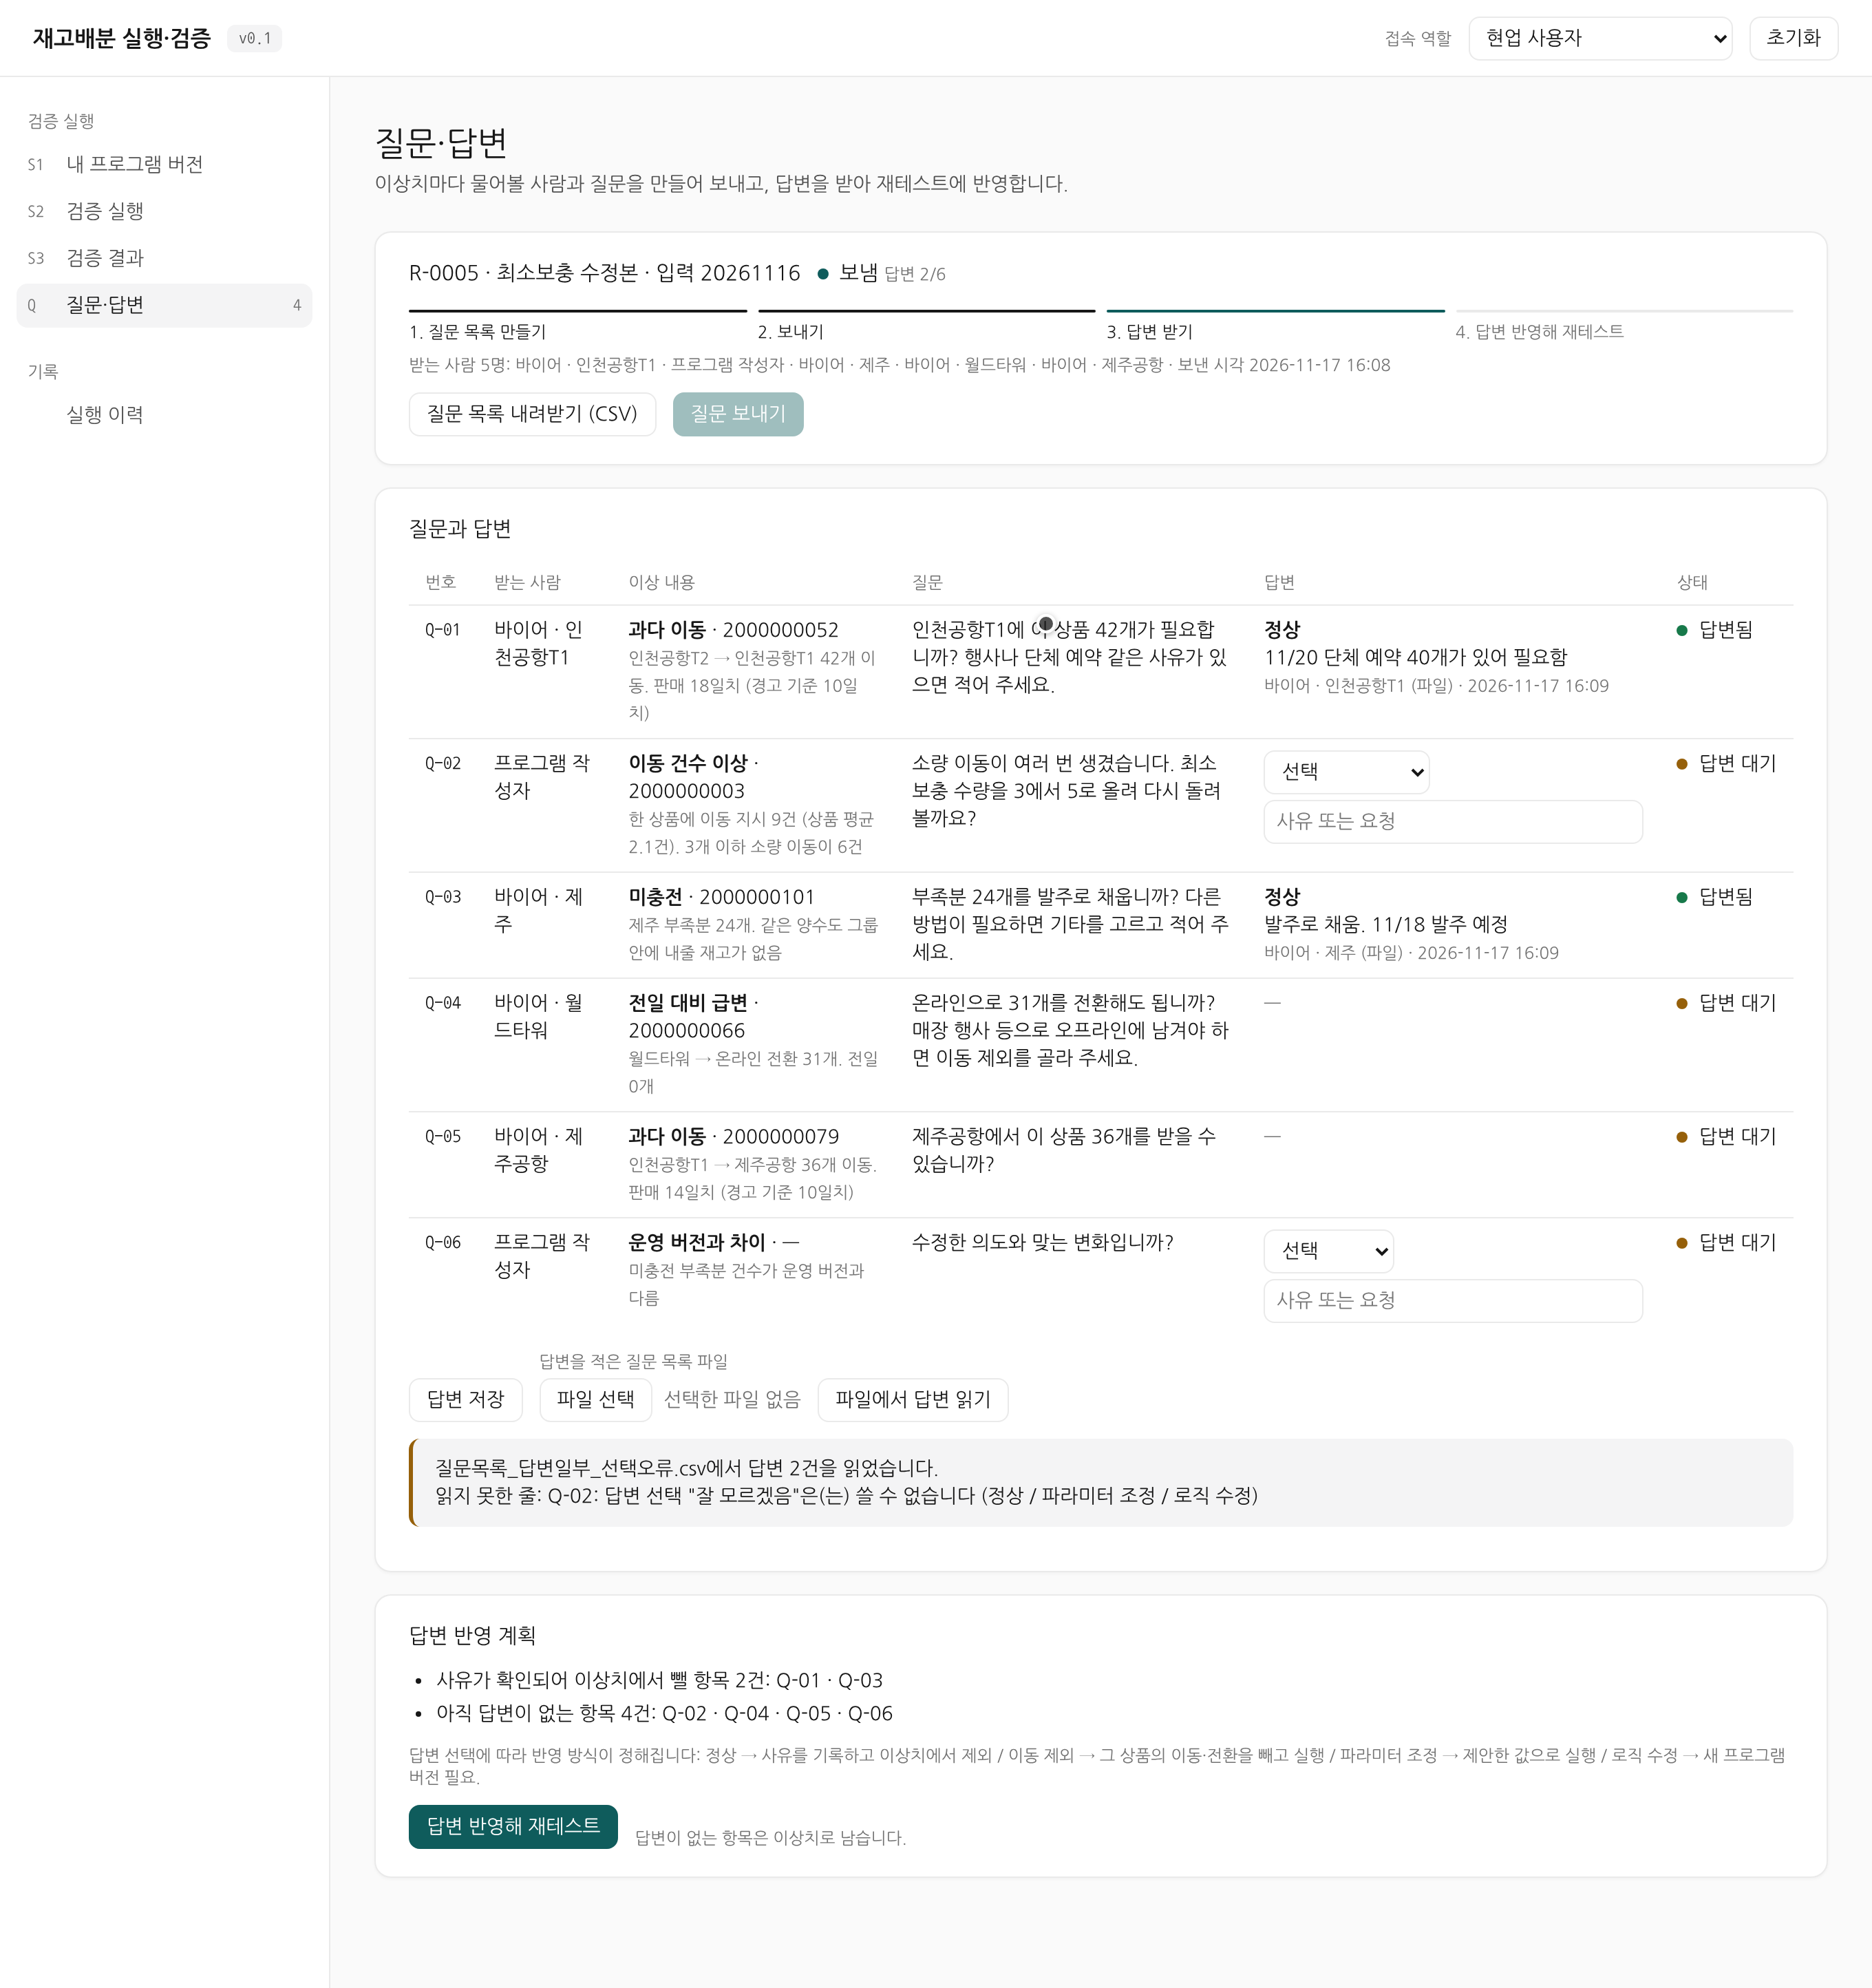 재고배분 실행·검증 v0.1
접속 역할 현업 사용자 초기화
검증 실행
S1 내 프로그램 버전
S2 검증 실행
S3 검증 결과
Q 질문·답변 4
기록
실행 이력
질문·답변
이상치마다 물어볼 사람과 질문을 만들어 보내고, 답변을 받아 재테스트에 반영합니다.
R-0005 · 최소보충 수정본 · 입력 20261116 보냄 답변 2/6
1. 질문 목록 만들기
2. 보내기
3. 답변 받기
4. 답변 반영해 재테스트
받는 사람 5명: 바이어 · 인천공항T1 · 프로그램 작성자 · 바이어 · 제주 · 바이어 · 월드타워 · 바이어 · 제주공항 · 보낸 시각 2026-11-17 16:08
질문 목록 내려받기 (CSV) 질문 보내기
질문과 답변
번호 받는 사람 이상 내용 질문 답변 상태
Q-01
바이어 · 인
천공항T1
과다 이동 · 2000000052
인천공항T2 → 인천공항T1 42개 이
동. 판매 18일치 (경고 기준 10일
치)
인천공항T1에 상품 42개가 필요합
니까? 행사나 단체 예약 같은 사유가 있
으면 적어 주세요.
정상
11/20 단체 예약 40개가 있어 필요함
바이어 · 인천공항T1 (파일) · 2026-11-17 16:09
답변됨
Q-02
프로그램 작
성자
이동 건수 이상 ·
2000000003
한 상품에 이동 지시 9건 (상품 평균
2.1건). 3개 이하 소량 이동이 6건
소량 이동이 여러 번 생겼습니다. 최소
보충 수량을 3에서 5로 올려 다시 돌려
볼까요?
선택
사유 또는 요청
답변 대기
Q-03
바이어 · 제
주
미충전 · 2000000101
제주 부족분 24개. 같은 양수도 그룹
안에 내줄 재고가 없음
부족분 24개를 발주로 채웁니까? 다른
방법이 필요하면 기타를 고르고 적어 주
세요.
정상
발주로 채움. 11/18 발주 예정
바이어 · 제주 (파일) · 2026-11-17 16:09
답변됨
Q-04
바이어 · 월
드타워
전일 대비 급변 ·
2000000066
월드타워 → 온라인 전환 31개. 전일
0개
온라인으로 31개를 전환해도 됩니까?
매장 행사 등으로 오프라인에 남겨야 하
면 이동 제외를 골라 주세요.
—
답변 대기
Q-05
바이어 · 제
주공항
과다 이동 · 2000000079
인천공항T1 → 제주공항 36개 이동.
판매 14일치 (경고 기준 10일치)
제주공항에서 이 상품 36개를 받을 수
있습니까?
—
답변 대기
Q-06
프로그램 작
성자
운영 버전과 차이 · —
미충전 부족분 건수가 운영 버전과
다름
수정한 의도와 맞는 변화입니까?
선택
사유 또는 요청
답변 대기
답변을 적은 질문 목록 파일
답변 저장 파일 선택 선택한 파일 없음 파일에서 답변 읽기
질문목록_답변일부_선택오류.csv에서 답변 2건을 읽었습니다.
읽지 못한 줄: Q-02: 답변 선택 "잘 모르겠음"은(는) 쓸 수 없습니다 (정상 / 파라미터 조정 / 로직 수정)
답변 반영 계획
• 사유가 확인되어 이상치에서 뺄 항목 2건: Q-01 · Q-03
• 아직 답변이 없는 항목 4건: Q-02 · Q-04 · Q-05 · Q-06
답변 선택에 따라 반영 방식이 정해집니다: 정상 → 사유를 기록하고 이상치에서 제외 / 이동 제외 → 그 상품의 이동·전환을 빼고 실행 / 파라미터 조정 → 제안한 값으로 실행 / 로직 수정 → 새 프로그램
버전 필요.
답변 반영해 재테스트 답변이 없는 항목은 이상치로 남습니다.